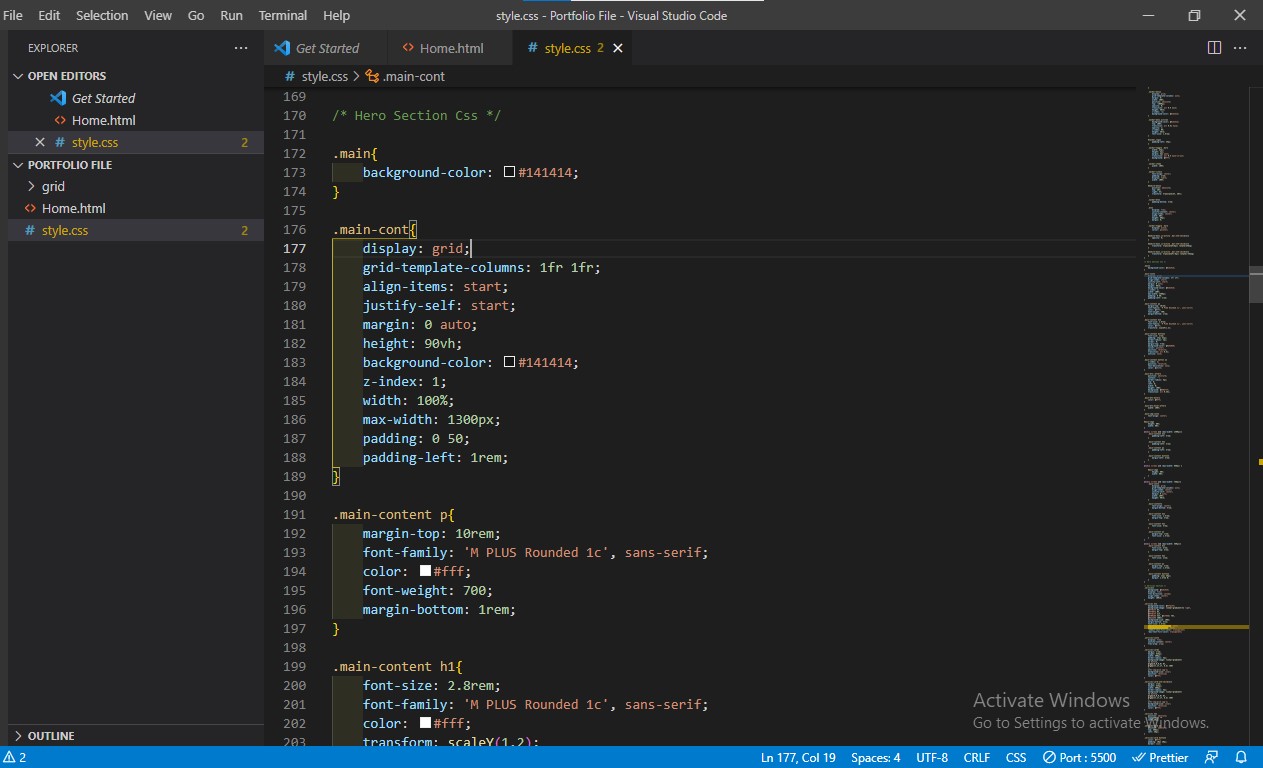 File Edit Selection View Go Run Terminal Help style.css - Portfolio File - Visual Studio Code
EXPLORER
OPEN EDITORS
Get Started
Home.html
# style.css 2
PORTFOLIO FILE
grid
Home.html
# style.css 2
OUTLINE
Get Started Home.html # style.css 2
# style.css > .main-cont
169
170 /* Hero Section Css */
171
172 .main{
173 background-color: #141414;
174 }
175
176 .main-cont{
177 display: grid;
178 grid-template-columns: 1fr 1fr;
179 align-items: start;
180 justify-self: start;
181 margin: 0 auto;
182 height: 90vh;
183 background-color: #141414;
184 z-index: 1;
185 width: 100%;
186 max-width: 1300px;
187 padding: 0 50;
188 padding-left: 1rem;
189 }
190
191 .main-content p{
192 margin-top: 10rem;
193 font-family: 'M PLUS Rounded 1c', sans-serif;
194 color: #fff;
195 font-weight: 700;
196 margin-bottom: 1rem;
197 }
198
199 .main-content h1{
200 font-size: 2.8rem;
201 font-family: 'M PLUS Rounded 1c', sans-serif;
202 color: #fff;
203 transform: scaleY(1.2);
Activate Windows
Go to Settings to activate Windows.
2 Ln 177, Col 19 Spaces: 4 UTF-8 CRLF CSS Port : 5500 Prettier